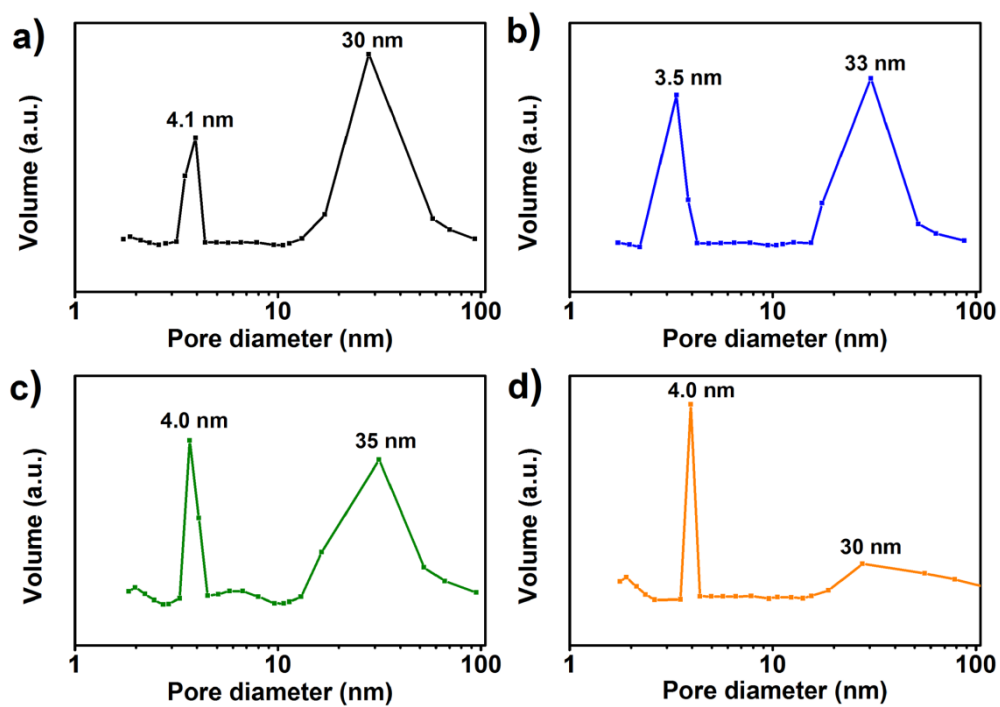 a)
30 nm
4.1 nm
Volume (a.u.)
1 10 100
Pore diameter (nm)
b)
3.5 nm
33 nm
Volume (a.u.)
1 10 100
Pore diameter (nm)
c)
4.0 nm
35 nm
Volume (a.u.)
1 10 100
Pore diameter (nm)
d)
4.0 nm
30 nm
Volume (a.u.)
1 10 100
Pore diameter (nm)